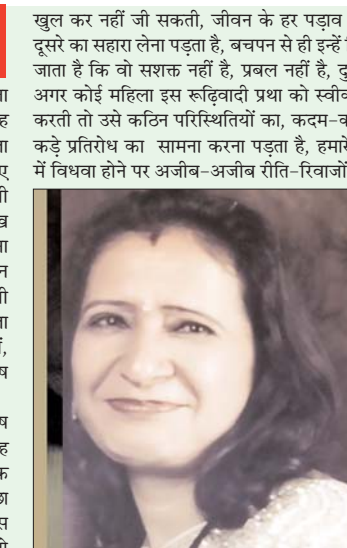 खुल कर नहीं जी सकती, जीवन के हर पड़ाव
दूसरे का सहारा लेना पड़ता है, बचपन से ही इन्हें
जाता है कि वो सशक्त नहीं है, प्रबल नहीं है,
अगर कोई महिला इस रूढ़िवादी प्रथा को
करती तो उसे कठिन परिस्थितियों का,
कड़े प्रतिरोध का सामना करना पड़ता है, हमारे
में विधवा होने पर अजीब-अजीब रीति-रिवाजों